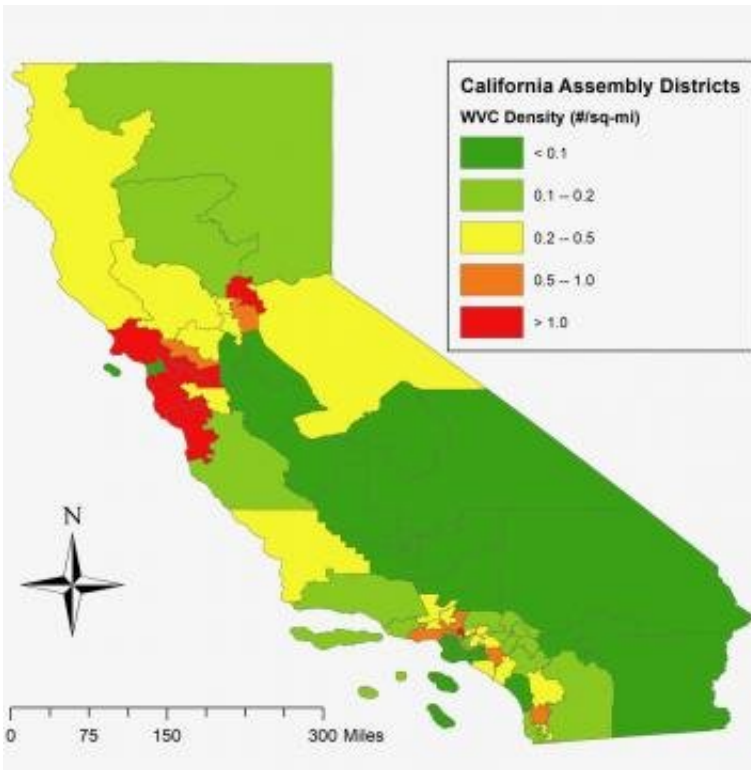 California Assembly Districts
WVC Density (#/sq-mi)
< 0.1
0.1 -- 0.2
0.2 -- 0.5
0.5 -- 1.0
> 1.0
N
0 75 150 300 Miles